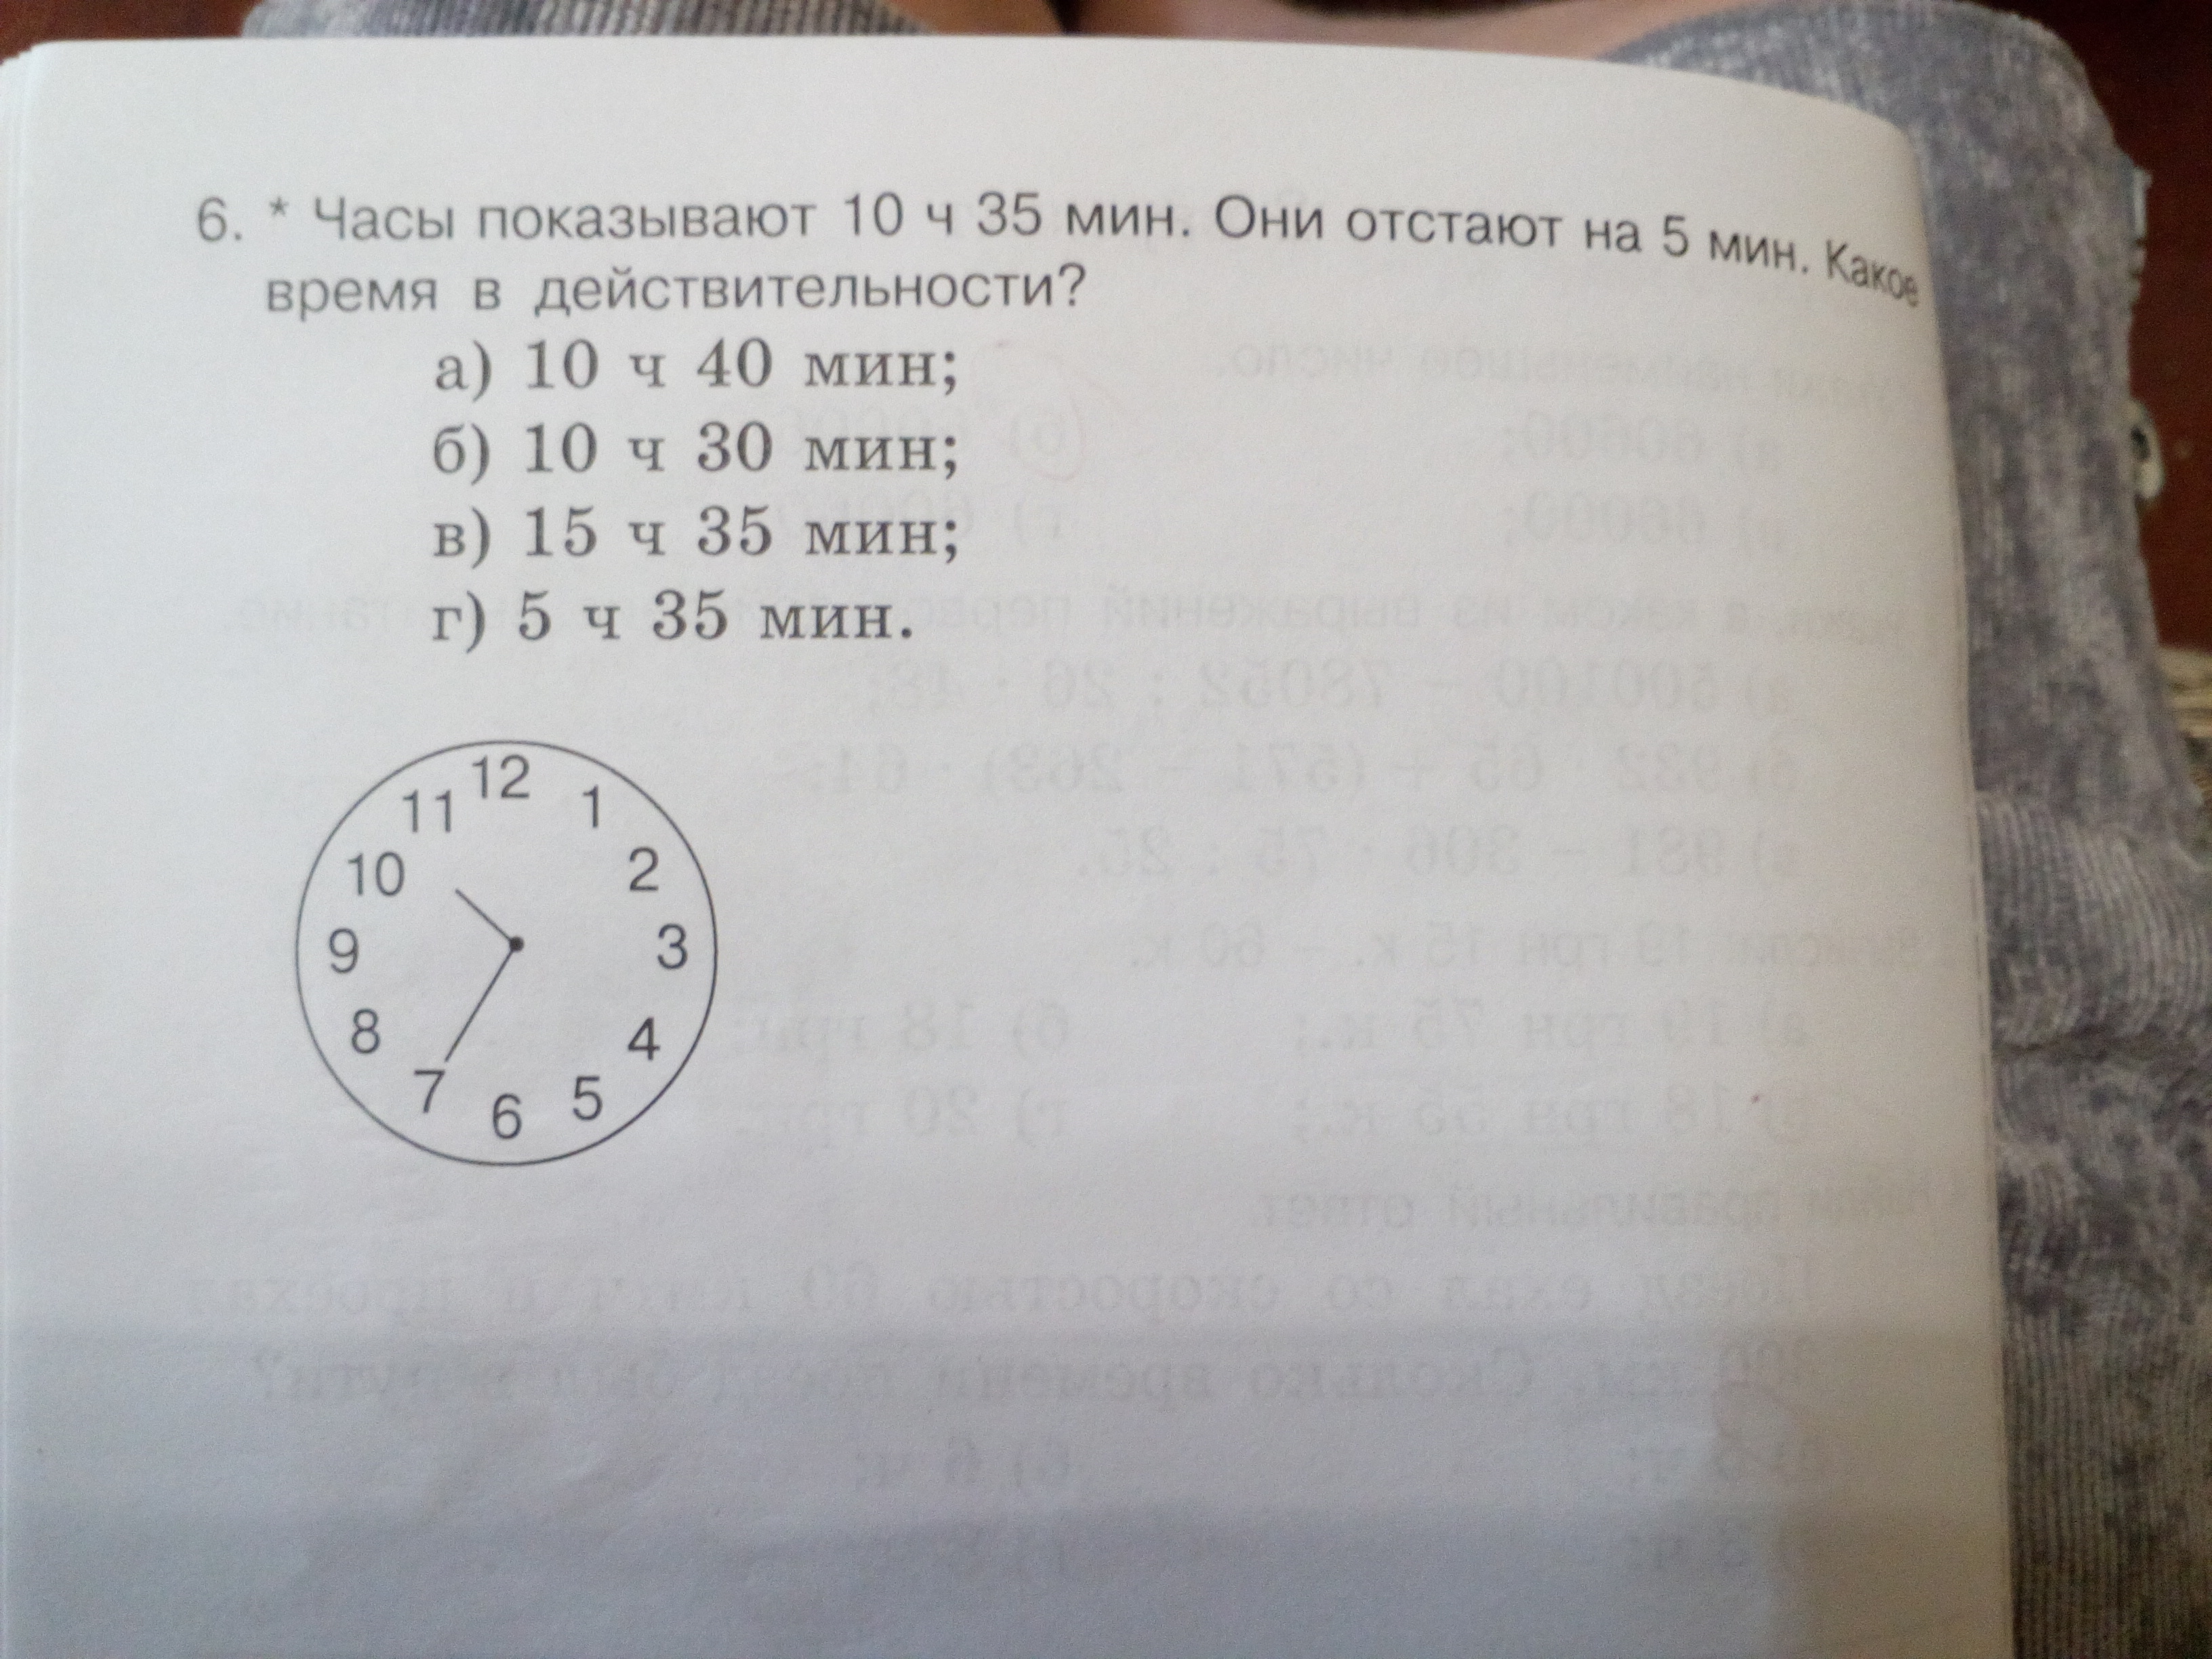 6. * Часы показывают 10 ч 35 мин. Они отстают на 5 мин. Какое
время в действительности?
а) 10 ч 40 мин;
б) 10 ч 30 мин;
в) 15 ч 35 мин;
г) 5 ч 35 мин.
12
11 1
10 2
9 3
8 4
7 5
6